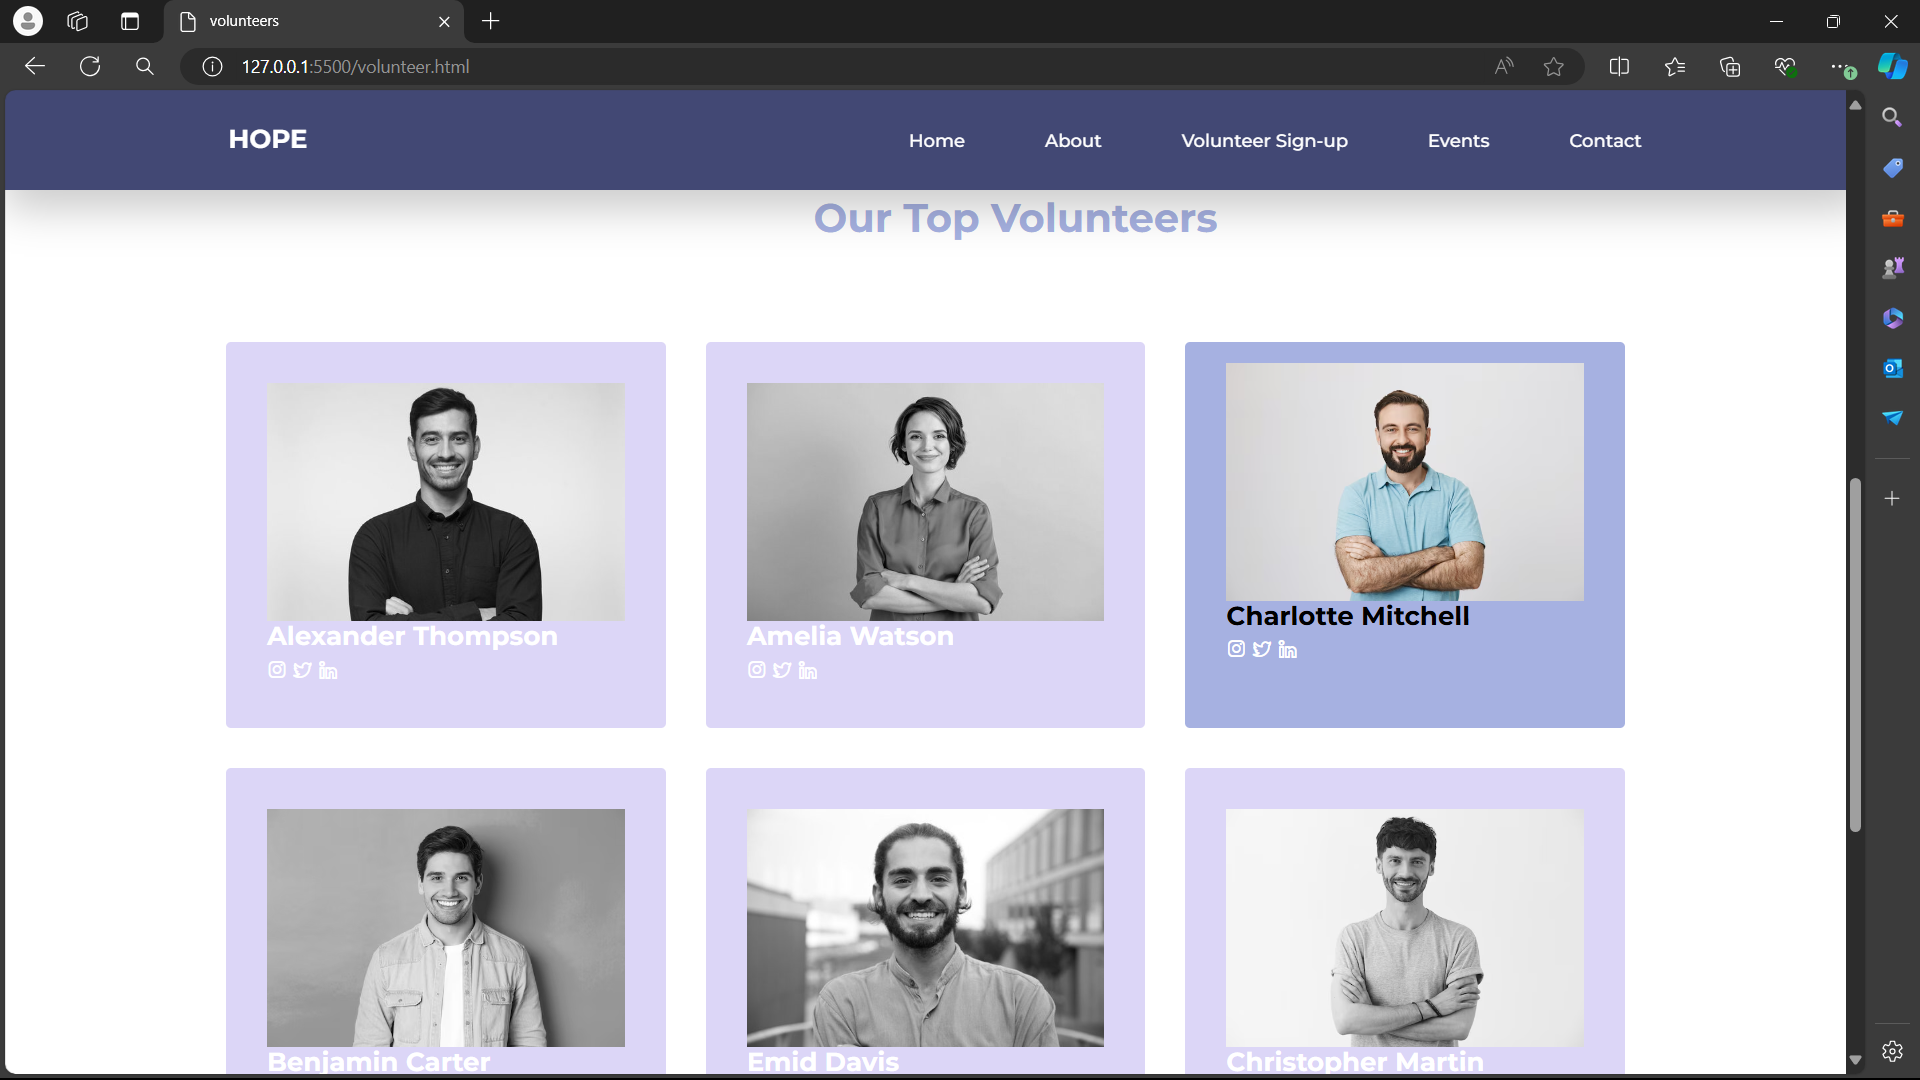 volunteers
127.0.0.1:5500/volunteer.html
HOPE
Home About Volunteer Sign-up Events Contact
Our Top Volunteers
Alexander Thompson
Amelia Watson
Charlotte Mitchell
Benjamin Carter
Emid Davis
Christopher Martin